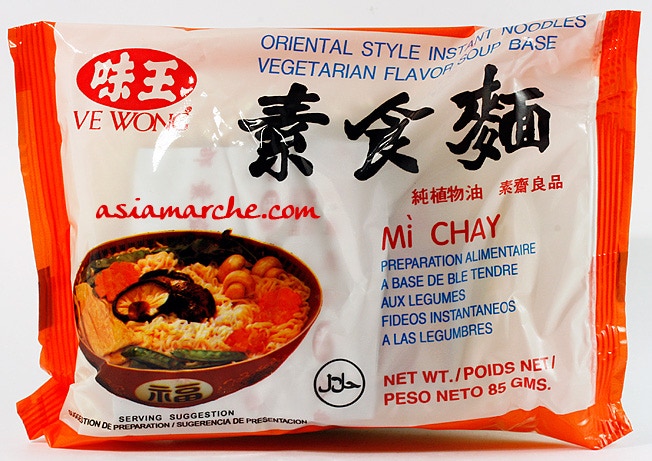 味王
VE WONG
ORIENTAL STYLE INSTANT NOODLES
VEGETARIAN FLAVOR SOUP BASE
素食麵
純植物油 素齋良品
asiamarche.com
MÌ CHAY
PREPARATION ALIMENTAIRE
A BASE DE BLE TENDRE
AUX LEGUMES
FIDEOS INSTANTANEOS
A LAS LEGUMBRES
福
حلال
NET WT./POIDS NET/
PESO NETO 85 GMS.
SERVING SUGGESTION
SUGGESTION DE PREPARATION / SUGERENCIA DE PRESENTACION